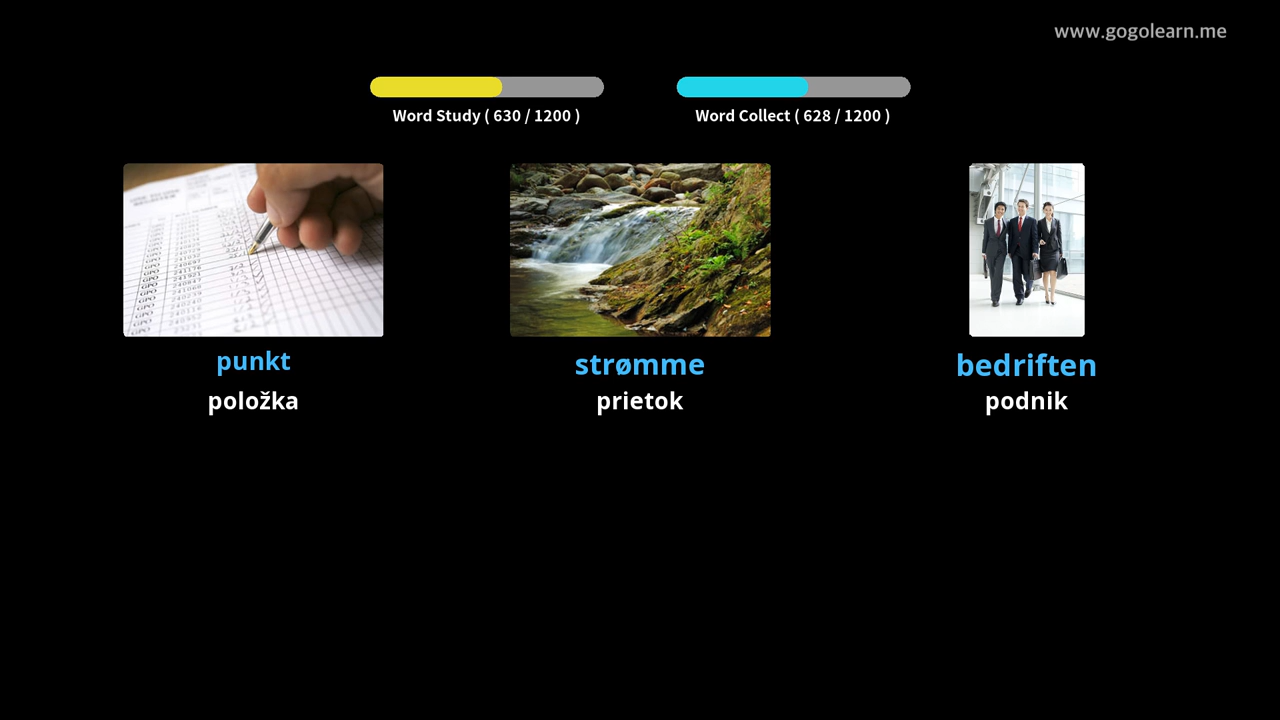 www.gogolearn.me
Word Study ( 630 / 1200 )
Word Collect ( 628 / 1200 )
punkt
strømme
bedriften
položka
prietok
podnik